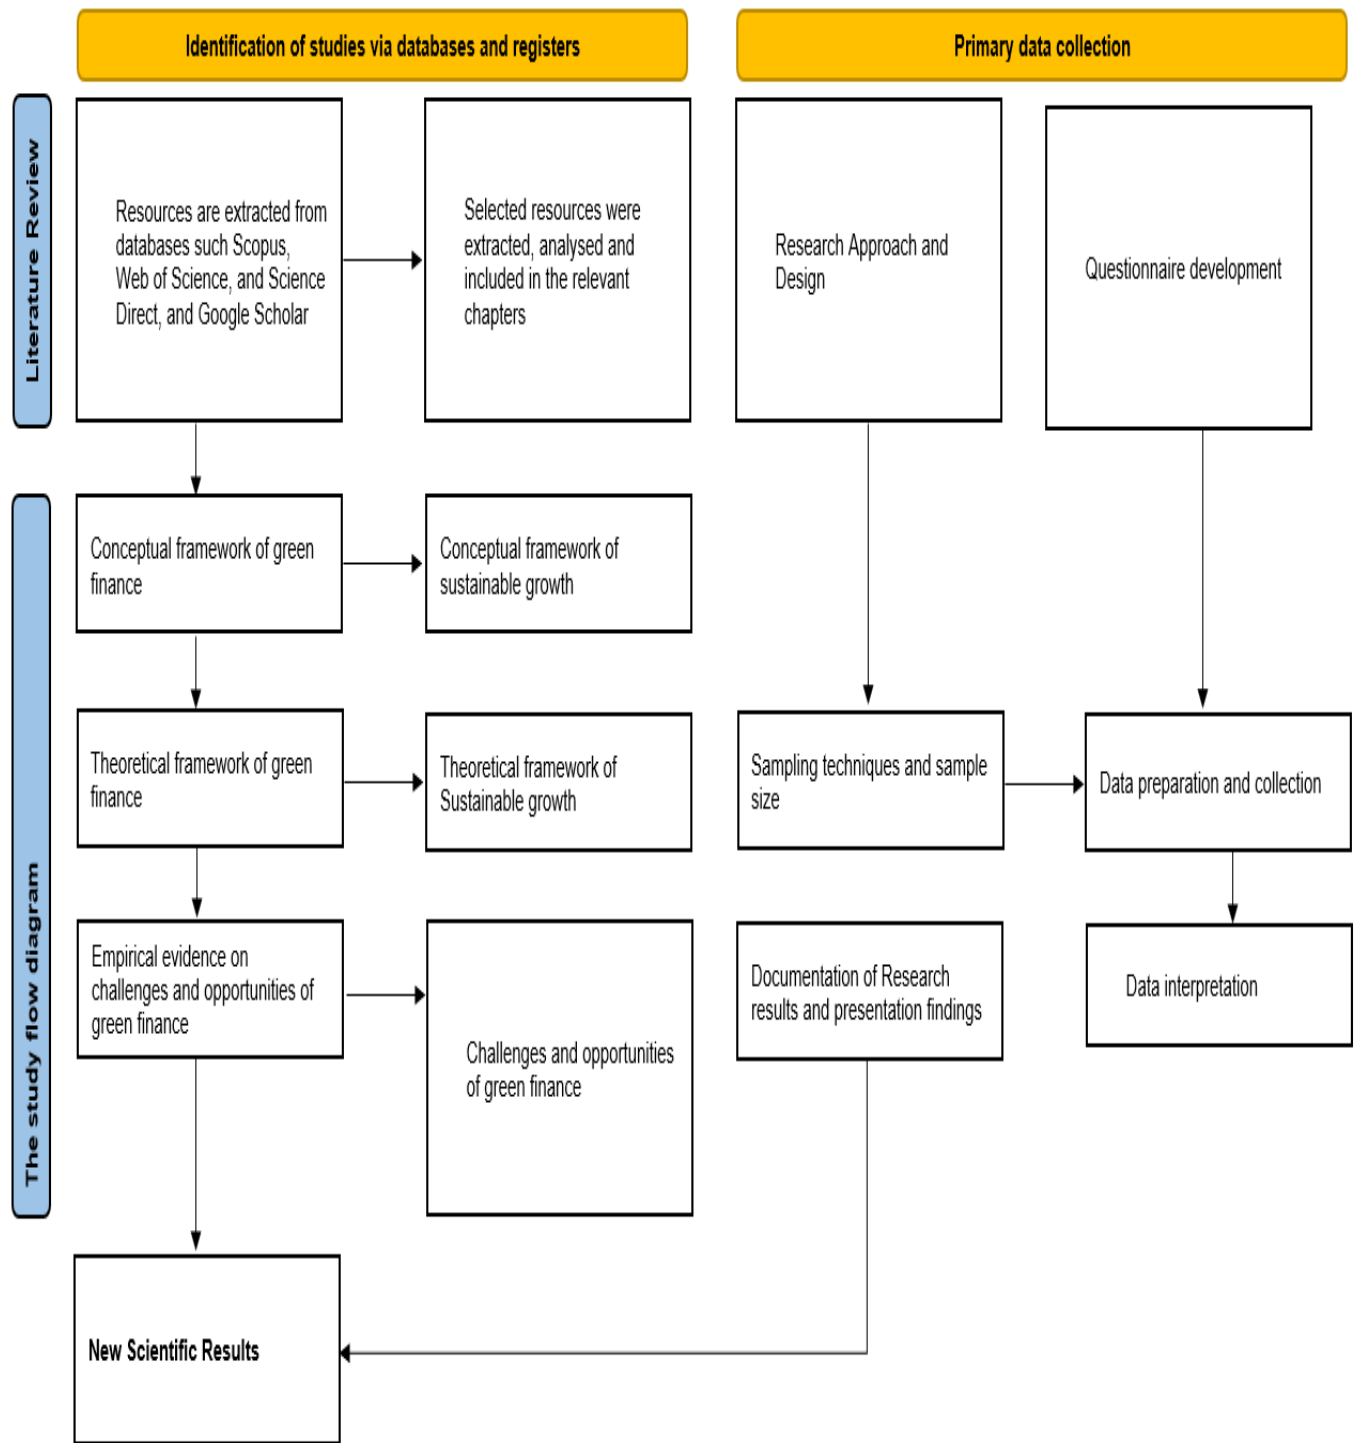 Identification of studies via databases and registers
Primary data collection
Literature Review
Resources are extracted from
databases such Scopus,
Web of Science, and Science
Direct, and Google Scholar
Selected resources were
extracted, analysed and
included in the relevant
chapters
Research Approach and
Design
Questionnaire development
The study flow diagram
Conceptual framework of green
finance
Conceptual framework of
sustainable growth
Theoretical framework of green
finance
Theoretical framework of
Sustainable growth
Sampling techniques and sample
size
Data preparation and collection
Empirical evidence on
challenges and opportunities of
green finance
Challenges and opportunities
of green finance
Documentation of Research
results and presentation findings
Data interpretation
New Scientific Results